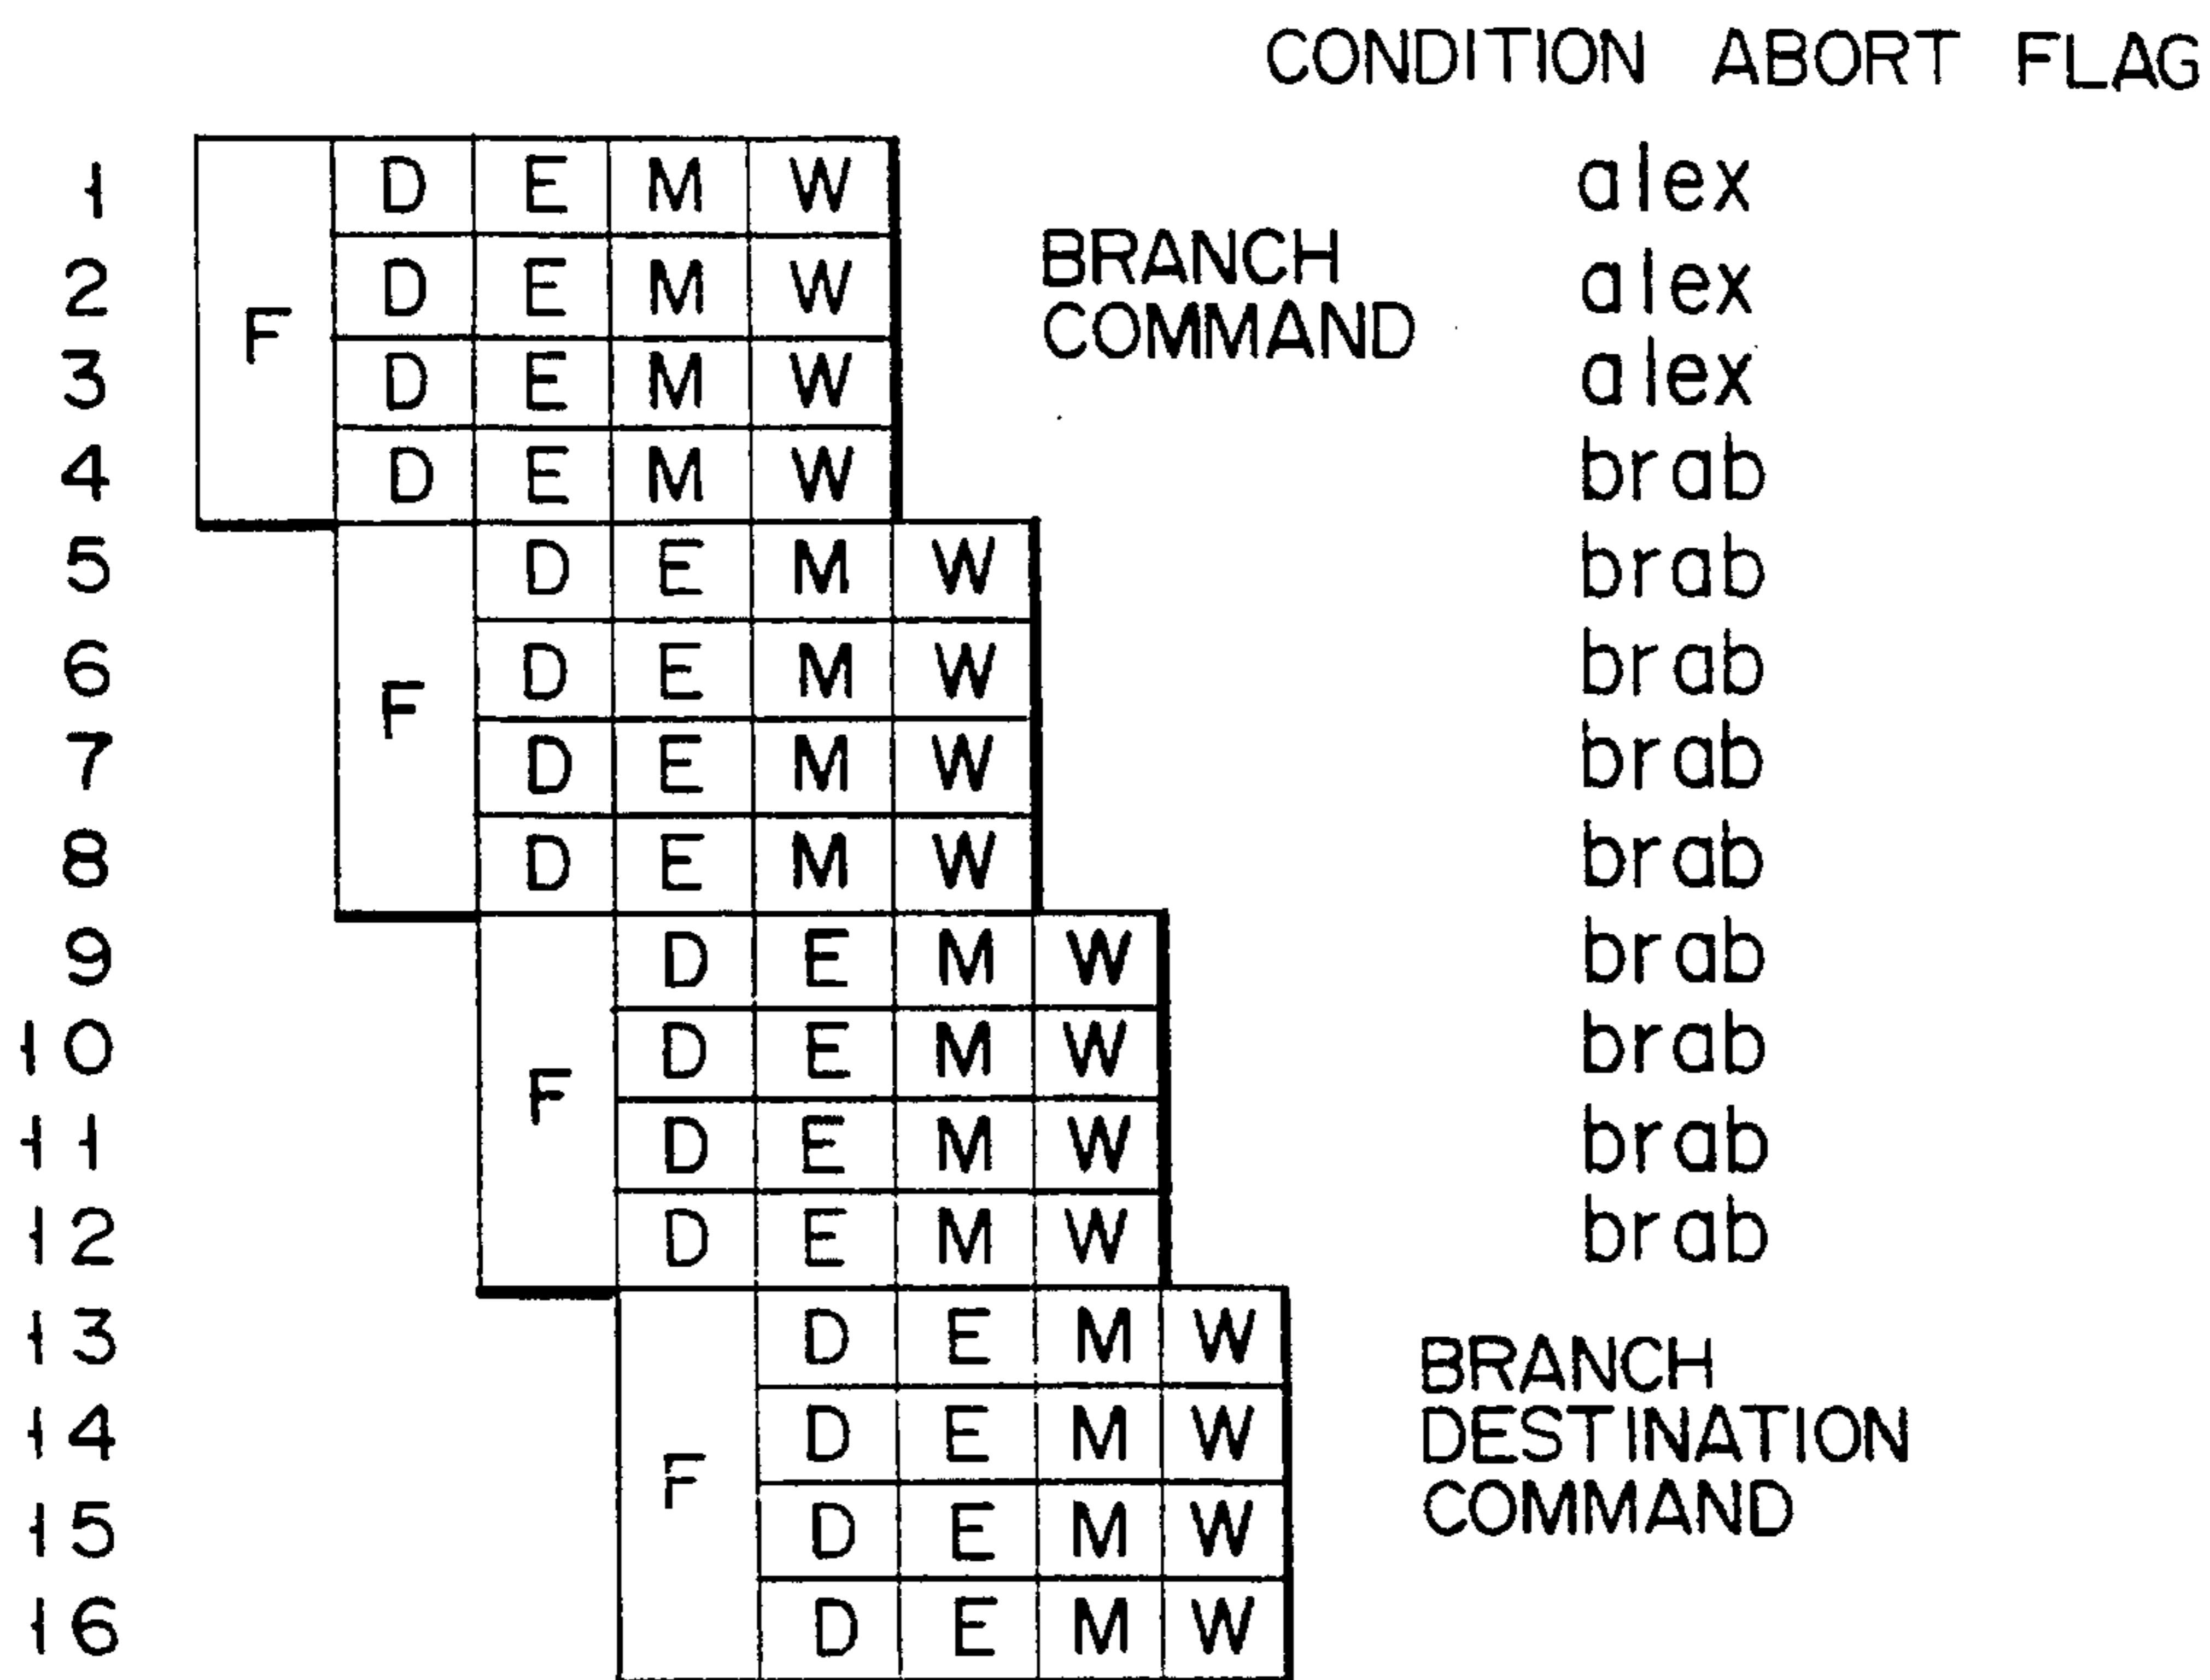 CONDITION ABORT FLAG
1 D E M W alex
2 D E M W BRANCH alex
F
COMMAND
3 D E M W alex
4 D E M W brab
5 D E M W brab
6 D E M W brab
F
7 D E M W brab
8 D E M W brab
9 D E M W brab
10 D E M W brab
F
11 D E M W brab
12 D E M W brab
13 D E M W BRANCH
14 D E M W DESTINATION
F
15 D E M W COMMAND
16 D E M W